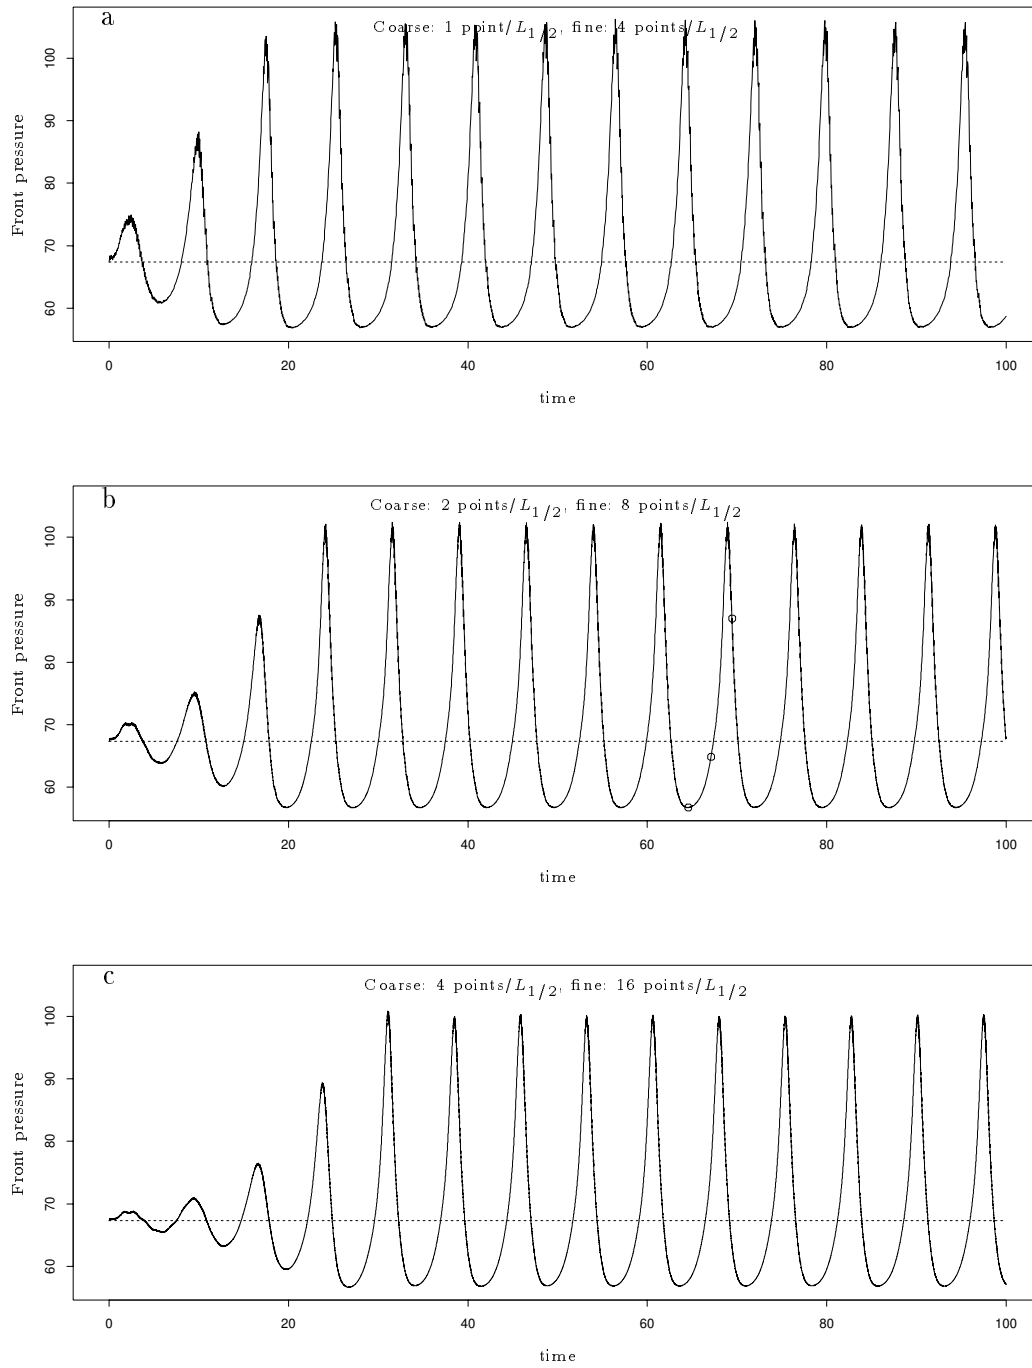 a
Coarse: 1 point/L1/2, fine: 4 points/L1/2
Front pressure
100
90
80
70
60
0 20 40 60 80 100
time
b
Coarse: 2 points/L1/2, fine: 8 points/L1/2
Front pressure
100
90
80
70
60
0 20 40 60 80 100
time
c
Coarse: 4 points/L1/2, fine: 16 points/L1/2
Front pressure
100
90
80
70
60
0 20 40 60 80 100
time